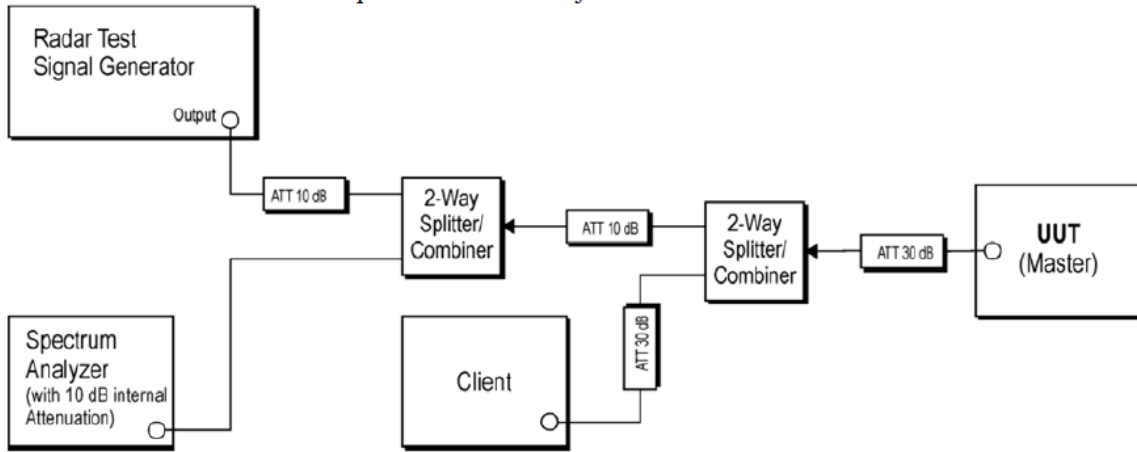 Radar Test
Signal Generator
Output
ATT 10 dB
2-Way
Splitter/
Combiner
ATT 10 dB
2-Way
Splitter/
Combiner
ATT 30 dB
UUT
(Master)
Spectrum
Analyzer
(with 10 dB internal
Attenuation)
Client
ATT 30 dB